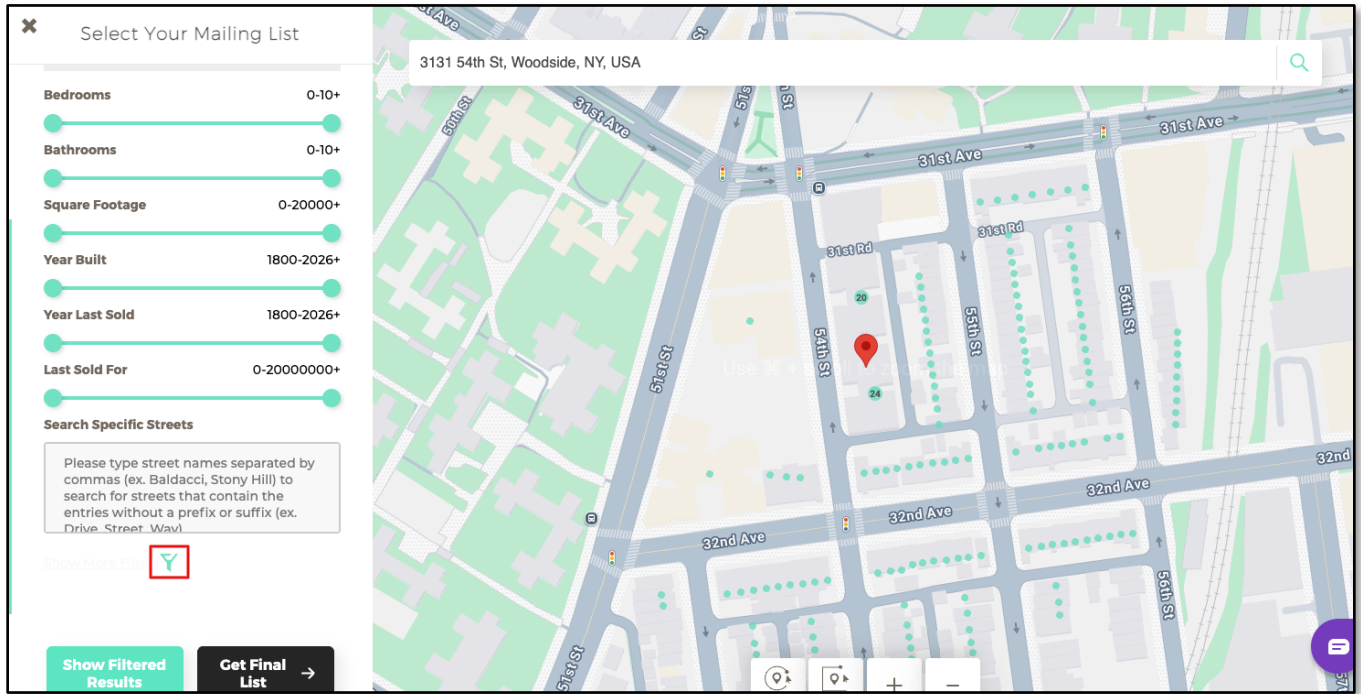 Select Your Mailing List
Bedrooms 0-10+
Bathrooms 0-10+
Square Footage 0-20000+
Year Built 1800-2026+
Year Last Sold 1800-2026+
Last Sold For 0-20000000+
Search Specific Streets
Please type street names separated by
commas (ex. Baldacci, Stony Hill) to
search for streets that contain the
entries without a prefix or suffix (ex.
Drive, Street, Way)
Show More
Show Filtered
Results
Get Final
List
3131 54th St, Woodside, NY, USA
50th St
31st Ave
31st Ave
31st Ave
31st Rd
31st Rd
20
24
51st St
54th St
55th St
56th St
Use ⌘ +
32nd Ave
32nd Ave
32nd Ave
32nd
56th St
51st St